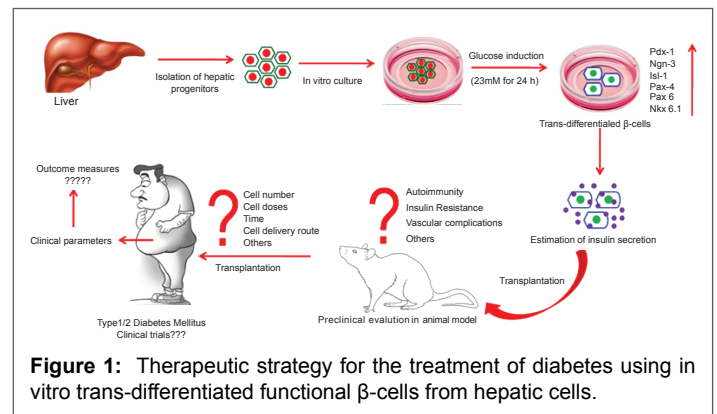 Liver
Isolation of hepatic
progenitors
In vitro culture
Glucose induction
(23mM for 24 h)
Pdx-1
Ngn-3
Isl-1
Pax-4
Pax 6
Nkx 6.1
Trans-differentialed β-cells
Estimation of insulin secretion
Transplantation
Autoimmunity
Insulin Resistance
Vascular complications
Others
?
Preclinical evalution in animal model
Cell number
Cell doses
Time
Cell delivery route
Others
?
Transplantation
Outcome measures
?????
Clinical parameters
Type1/2 Diabetes Mellitus
Clinical trials???
Figure 1: Therapeutic strategy for the treatment of diabetes using in
vitro trans-differentiated functional β-cells from hepatic cells.